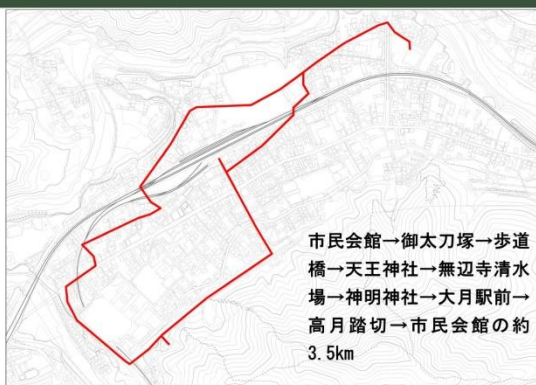 市民会館→御太刀塚→歩道
橋→天王神社→無辺寺清水
場→神明神社→大月駅前→
高月踏切→市民会館の約
3.5km